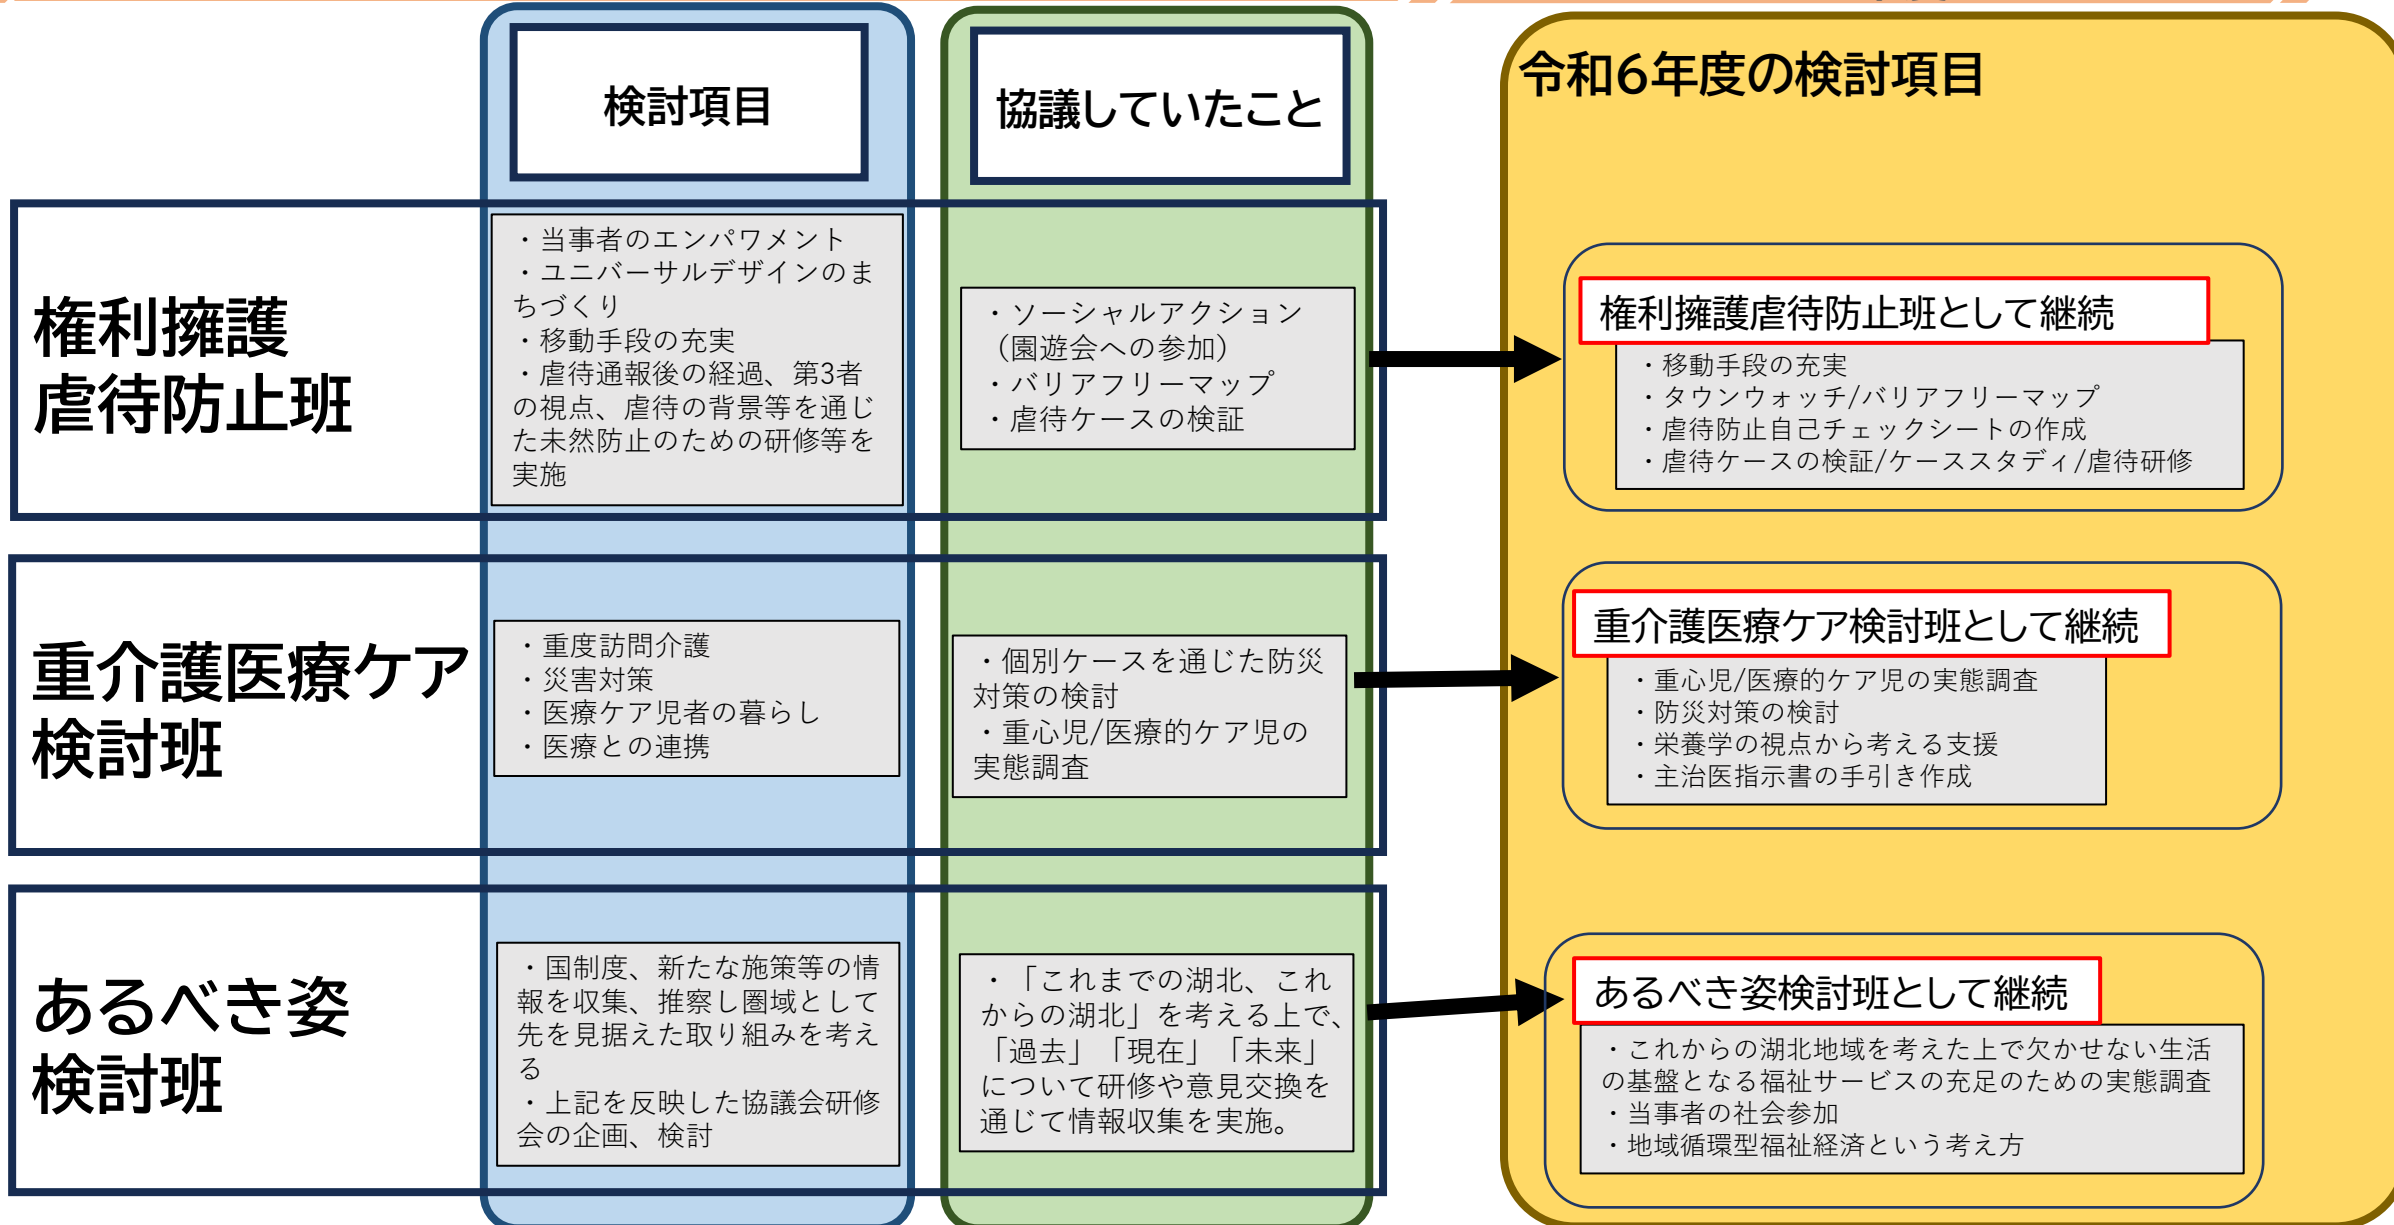 検討項目
協議していたこと
令和6年度の検討項目
権利擁護
虐待防止班
・当事者のエンパワメント
・ユニバーサルデザインのま
ちづくり
・移動手段の充実
・虐待通報後の経過、第3者
の視点、虐待の背景等を通じ
た未然防止のための研修等を
実施
・ソーシャルアクション
（園遊会への参加）
・バリアフリーマップ
・虐待ケースの検証
権利擁護虐待防止班として継続
・移動手段の充実
・タウンウォッチ/バリアフリーマップ
・虐待防止自己チェックシートの作成
・虐待ケースの検証/ケーススタディ/虐待研修
重介護医療ケア
検討班
・重度訪問介護
・災害対策
・医療ケア児者の暮らし
・医療との連携
・個別ケースを通じた防災
対策の検討
・重心児/医療的ケア児の
実態調査
重介護医療ケア検討班として継続
・重心児/医療的ケア児の実態調査
・防災対策の検討
・栄養学の視点から考える支援
・主治医指示書の手引き作成
あるべき姿
検討班
・国制度、新たな施策等の情
報を収集、推察し圏域として
先を見据えた取り組みを考え
る
・上記を反映した協議会研修
会の企画、検討
・「これまでの湖北、これ
からの湖北」を考える上で、
「過去」「現在」「未来」
について研修や意見交換を
通じて情報収集を実施。
あるべき姿検討班として継続
・これからの湖北地域を考えた上で欠かせない生活
の基盤となる福祉サービスの充足のための実態調査
・当事者の社会参加
・地域循環型福祉経済という考え方